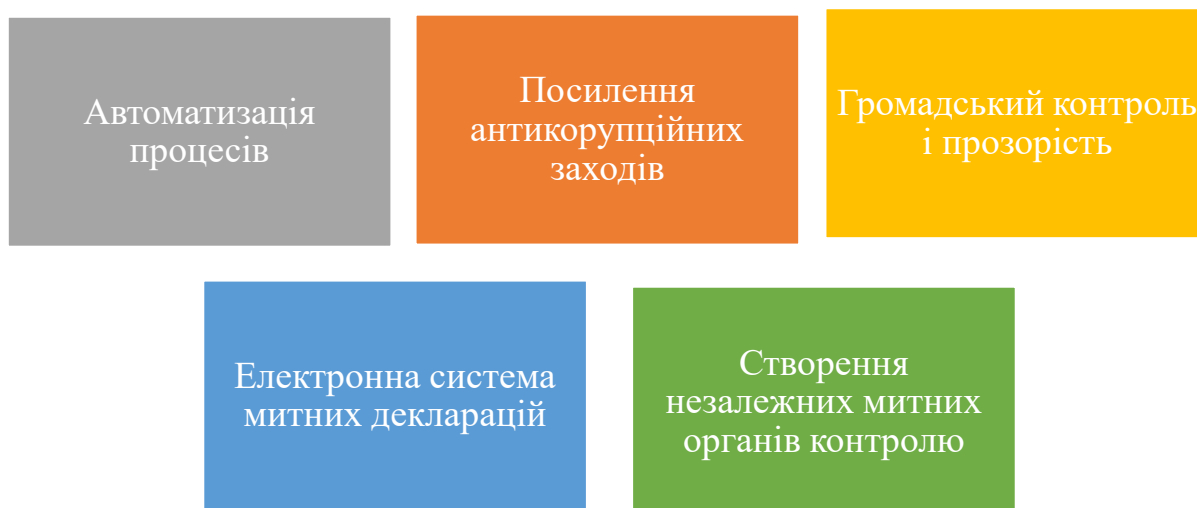 Автоматизація
процесів
Посилення
антикорупційних
заходів
Громадський контроль
і прозорість
Електронна система
митних декларацій
Створення
незалежних митних
органів контролю